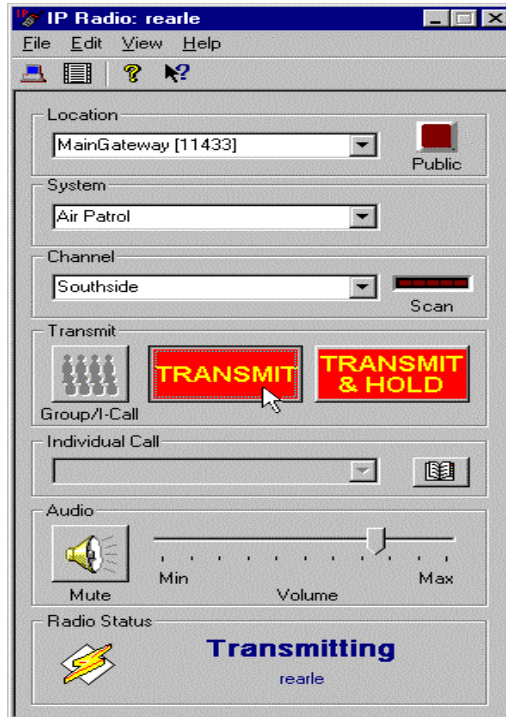 IP Radio: rearle
File Edit View Help
Location
MainGateway [11433]
Public
System
Air Patrol
Channel
Southside
Scan
Transmit
Group/I-Call
TRANSMIT
TRANSMIT
& HOLD
Individual Call
Audio
Mute
Min
Volume
Max
Radio Status
Transmitting
rearle